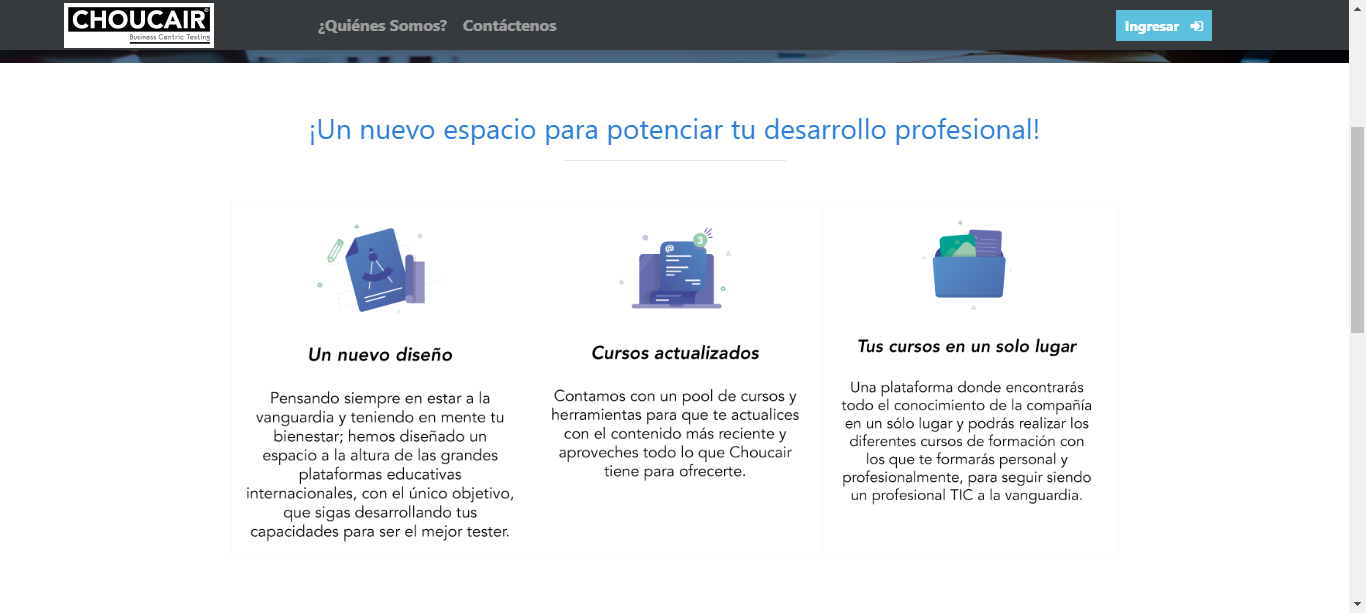 CHOUCAIR®
Business Centric Testing
¿Quiénes Somos? Contáctenos
Ingresar
¡Un nuevo espacio para potenciar tu desarrollo profesional!
Un nuevo diseño
Pensando siempre en estar a la
vanguardia y teniendo en mente tu
bienestar; hemos diseñado un
espacio a la altura de las grandes
plataformas educativas
internacionales, con el único objetivo,
que sigas desarrollando tus
capacidades para ser el mejor tester.
@
3
Cursos actualizados
Contamos con un pool de cursos y
herramientas para que te actualices
con el contenido más reciente y
aproveches todo lo que Choucair
tiene para ofrecerte.
Tus cursos en un solo lugar
Una plataforma donde encontrarás
todo el conocimiento de la compañía
en un sólo lugar y podrás realizar los
diferentes cursos de formación con
los que te formarás personal y
profesionalmente, para seguir siendo
un profesional TIC a la vanguardia.